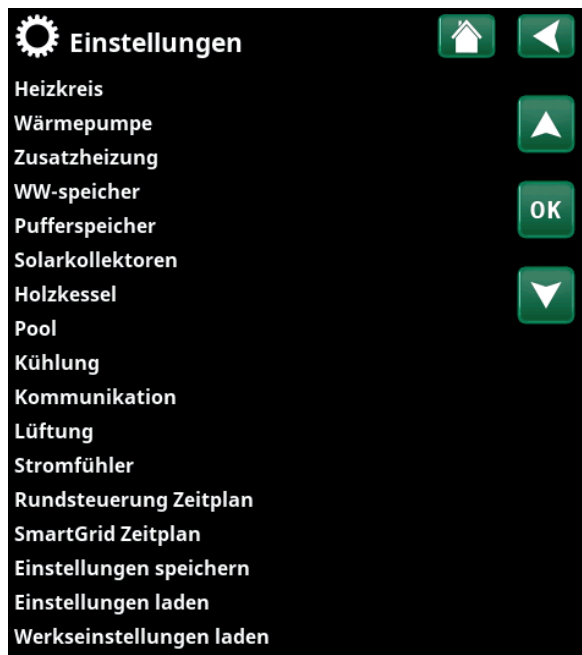 Einstellungen
Heizkreis
Wärmepumpe
Zusatzheizung
WW-speicher
OK
Pufferspeicher
Solarkollektoren
Holzkessel
Pool
Kühlung
Kommunikation
Lüftung
Stromfühler
Rundsteuerung Zeitplan
SmartGrid Zeitplan
Einstellungen speichern
Einstellungen laden
Werkseinstellungen laden